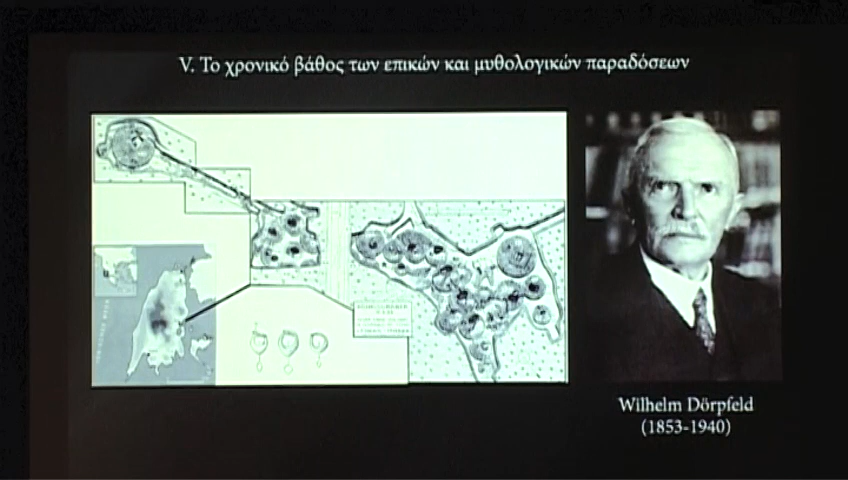 V. Το χρονικό βάθος των επικών και μυθολογικών παραδόσεων
Wilhelm Dörpfeld
(1853-1940)